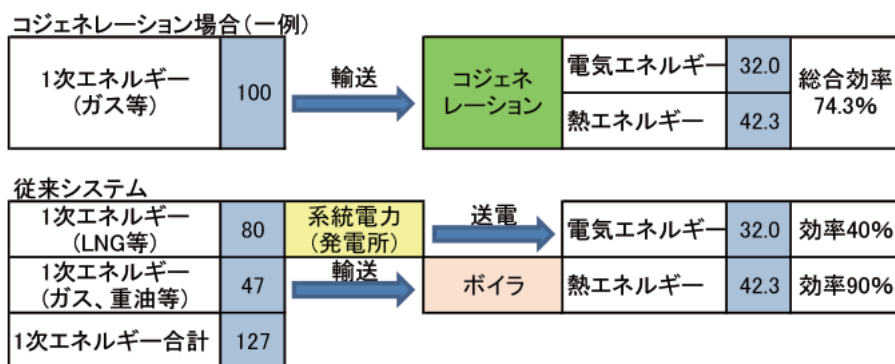 コジェネレーション場合(一例)
1次エネルギー
(ガス等)
100
輸送
コジェネ
レーション
電気エネルギー
32.0
熱エネルギー
42.3
総合効率
74.3%
従来システム
1次エネルギー
(LNG等)
80
系統電力
(発電所)
送電
電気エネルギー
32.0
効率40%
1次エネルギー
(ガス、重油等)
47
輸送
ボイラ
熱エネルギー
42.3
効率90%
1次エネルギー合計
127